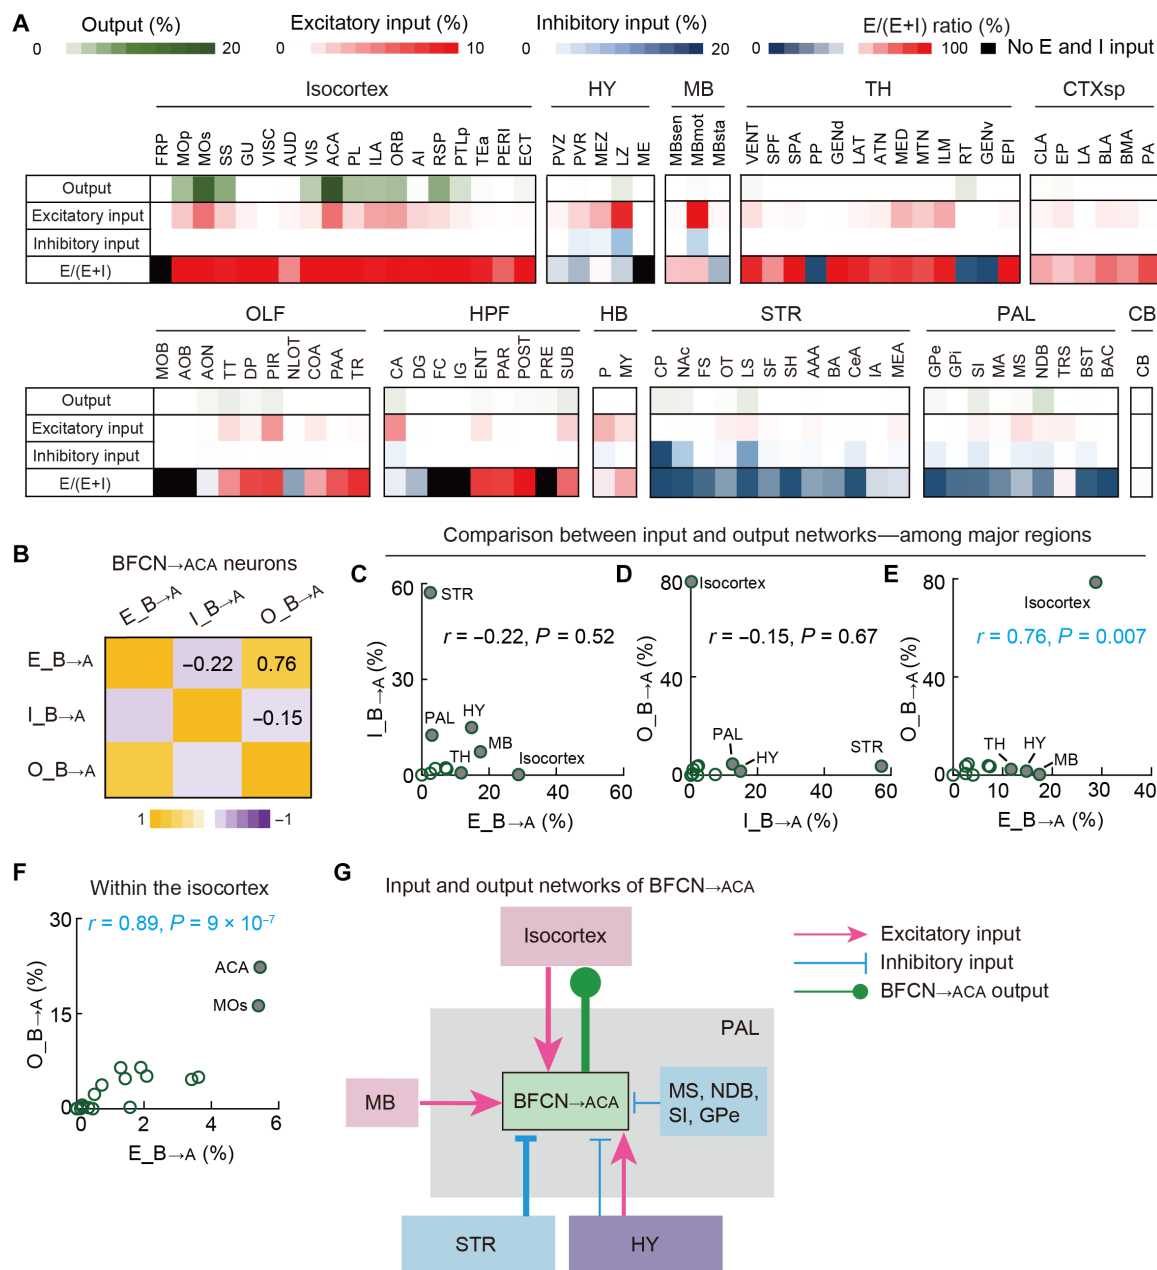 A
Output (%)
Excitatory input (%)
Inhibitory input (%)
E/(E+I) ratio (%)
0 20
0 10
0 20
0 100 No E and I input
Isocortex HY MB TH CTXsp
FRP MOp MOs SS GU VISC AUD VIS ACA PL ILA ORB AI RSP PTLp TEa PERI ECT
PVZ PVR MEZ LZ ME
MBsen MBmot MBsta
VENT SPF SPA PP GENd LAT ATN MED MTN ILM RT GENv EPI
CLA EP LA BLA BMA PA
Output
Excitatory input
Inhibitory input
E/(E+I)
OLF HPF HB STR PAL CB
MOB AOB AON TT DP PIR NLOT COA PAA TR
CA DG FC IG ENT PAR POST PRE SUB
P MY
CP NAc FS OT LS SF SH AAA BA CeA IA MEA
GPe GPi SI MA MS NDB TRS BST BAC
CB
Output
Excitatory input
Inhibitory input
E/(E+I)
Comparison between input and output networks—among major regions
B
BFCN→ACA neurons
E_B→A I_B→A O_B→A
E_B→A −0.22 0.76
I_B→A −0.15
O_B→A
1 −1
C
60
30
0
I_B→A (%)
STR
r = −0.22, P = 0.52
PAL
HY
MB
TH
Isocortex
0 20 40 60
E_B→A (%)
D
80
40
0
O_B→A (%)
Isocortex
r = −0.15, P = 0.67
PAL
HY
STR
0 20 40 60
I_B→A (%)
E
80
40
0
O_B→A (%)
Isocortex
r = 0.76, P = 0.007
TH
HY
MB
0 10 20 30 40
E_B→A (%)
F
Within the isocortex
r = 0.89, P = 9 × 10⁻⁷
30
15
0
O_B→A (%)
ACA
MOs
0 2 4 6
E_B→A (%)
G
Input and output networks of BFCN→ACA
Isocortex
PAL
MB
BFCN→ACA
MS, NDB,
SI, GPe
STR
HY
Excitatory input
Inhibitory input
BFCN→ACA output